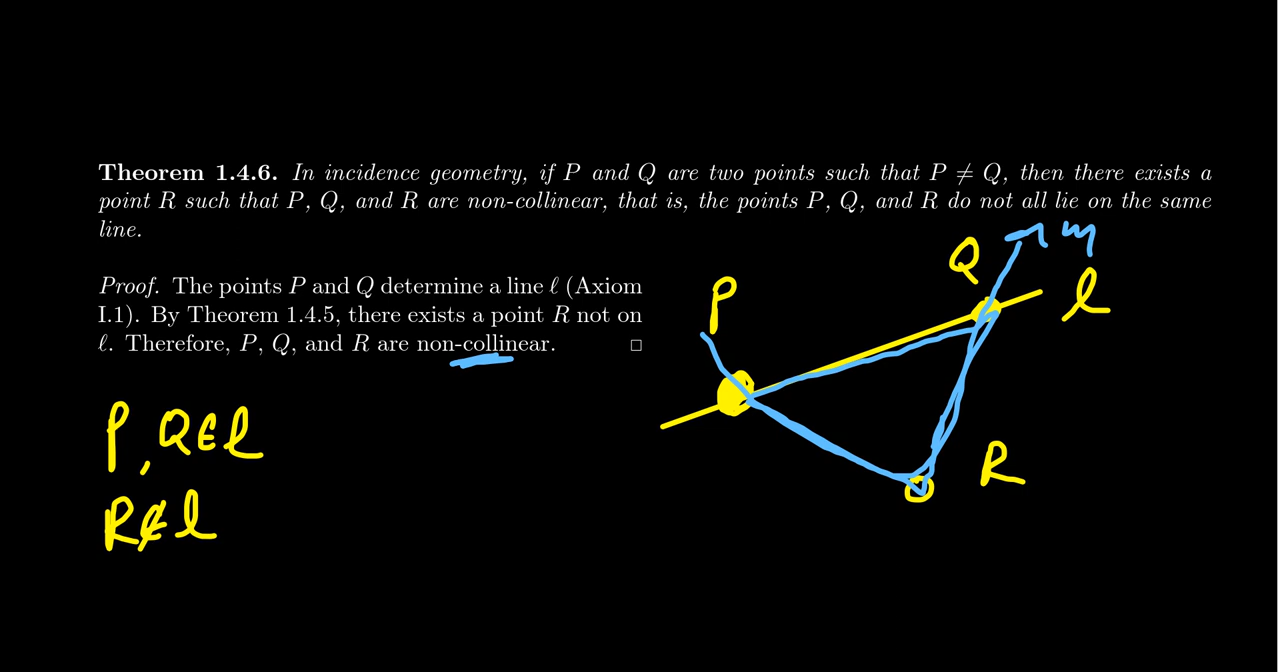 Theorem 1.4.6. In incidence geometry, if P and Q are two points such that P ≠ Q, then there exists a
point R such that P, Q, and R are non-collinear, that is, the points P, Q, and R do not all lie on the same
line.
Proof. The points P and Q determine a line ℓ (Axiom
I.1). By Theorem 1.4.5, there exists a point R not on
ℓ. Therefore, P, Q, and R are non-collinear. □
P, Q ∈ ℓ
R ∉ ℓ
m
Q
P
ℓ
R